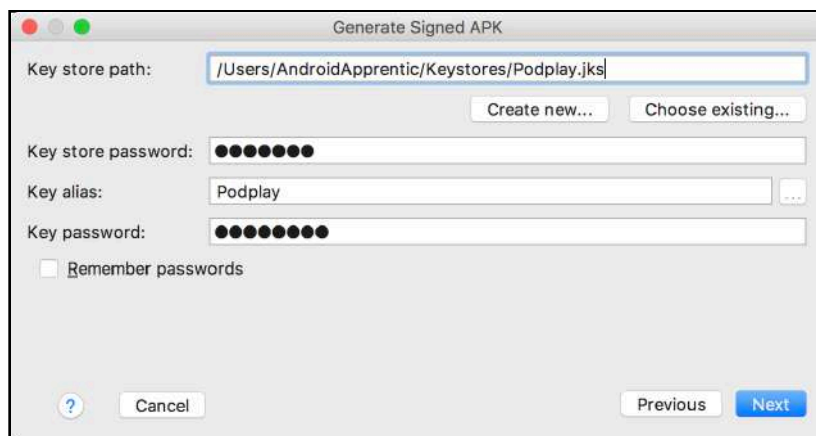 Generate Signed APK
Key store path: /Users/AndroidApprentic/Keystores/Podplay.jks
Create new... Choose existing...
Key store password: ●●●●●●●
Key alias: Podplay ...
Key password: ●●●●●●●●
Remember passwords
? Cancel Previous Next